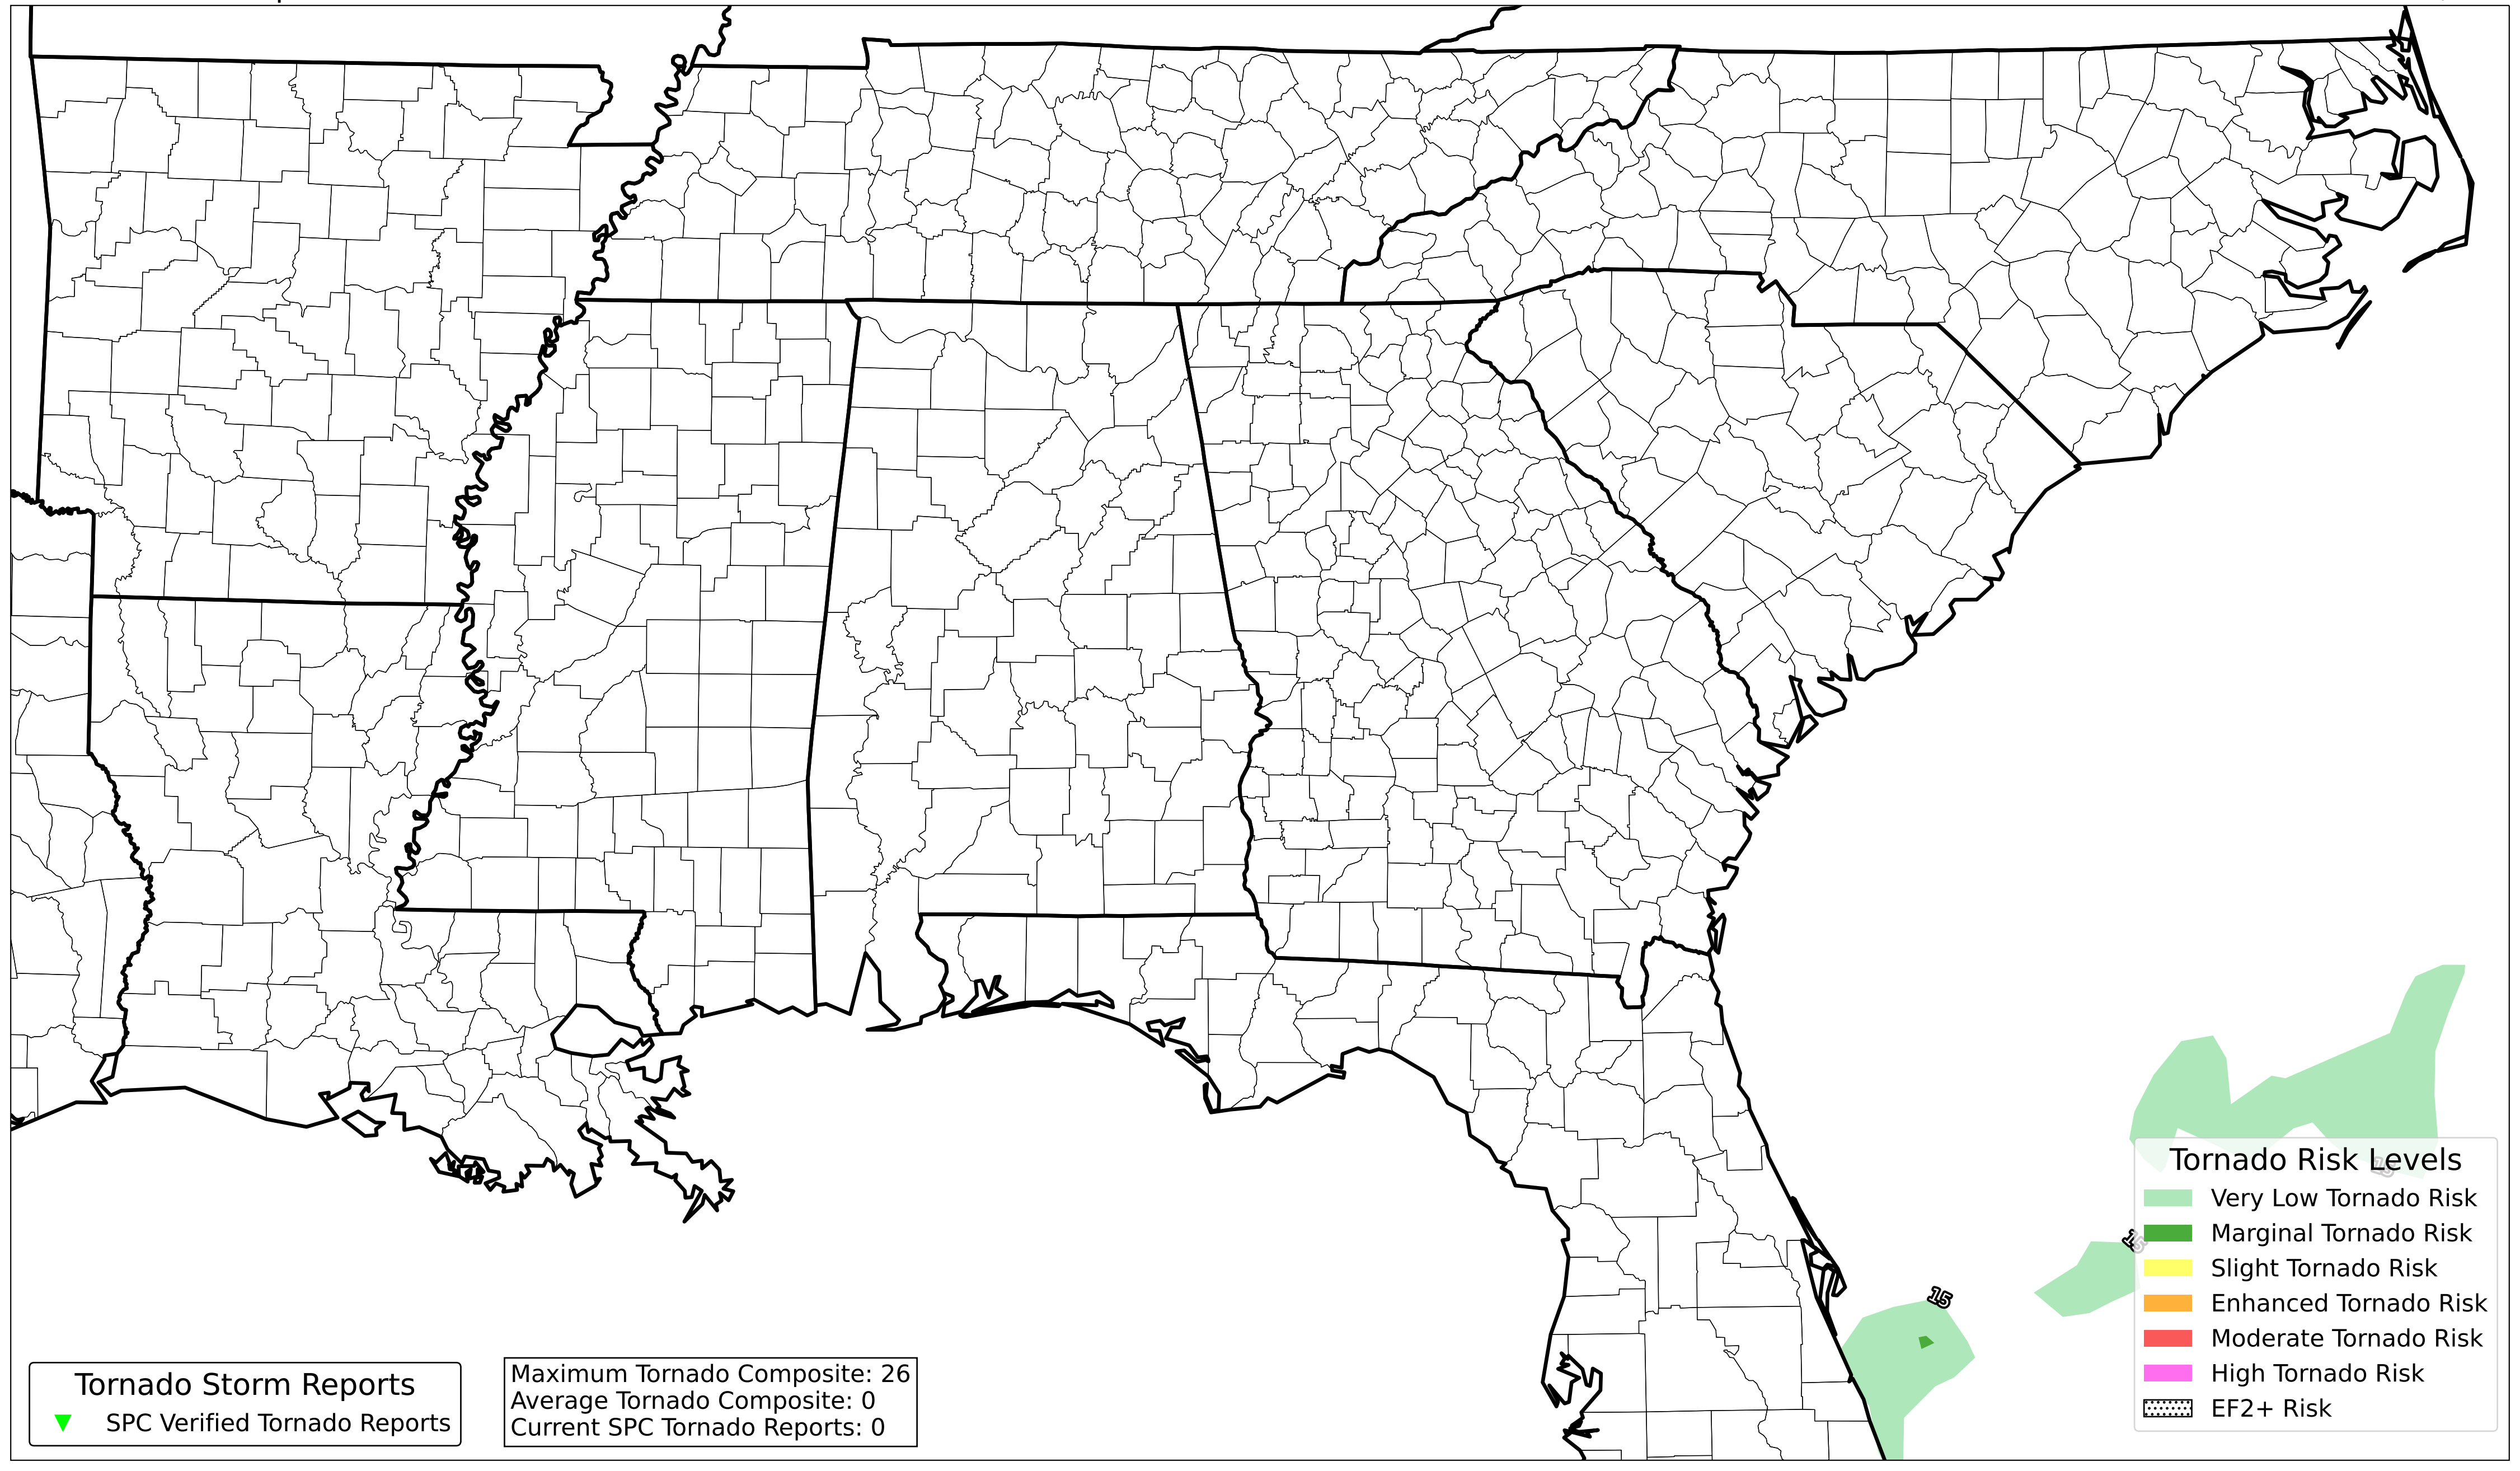 15
15
15
Tornado Risk Levels
Very Low Tornado Risk
Marginal Tornado Risk
Slight Tornado Risk
Enhanced Tornado Risk
Moderate Tornado Risk
High Tornado Risk
EF2+ Risk
Tornado Storm Reports
SPC Verified Tornado Reports
Maximum Tornado Composite: 26
Average Tornado Composite: 0
Current SPC Tornado Reports: 0